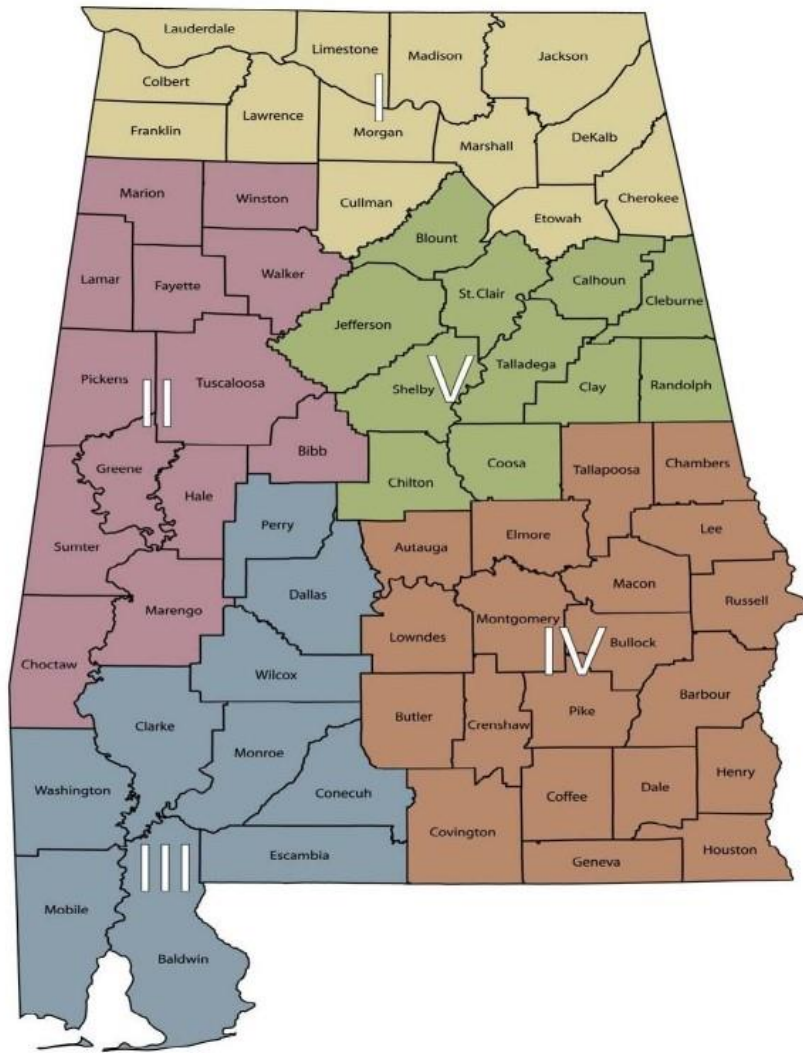 Lauderdale
Limestone
Madison
Jackson
Colbert
I
Lawrence
Franklin
Morgan
DeKalb
Marshall
Marion
Winston
Cullman
Cherokee
Etowah
Blount
Lamar
Fayette
Walker
St. Clair
Calhoun
Cleburne
Jefferson
Pickens
II
Tuscaloosa
Shelby
V
Talladega
Clay
Randolph
Bibb
Greene
Hale
Chilton
Coosa
Tallapoosa
Chambers
Perry
Sumter
Autauga
Elmore
Lee
Dallas
Macon
Marengo
Lowndes
Montgomery
Russell
Bullock
IV
Choctaw
Wilcox
Clarke
Butler
Crenshaw
Pike
Barbour
Monroe
Washington
Conecuh
Coffee
Dale
Henry
Covington
Escambia
Geneva
Houston
III
Mobile
Baldwin